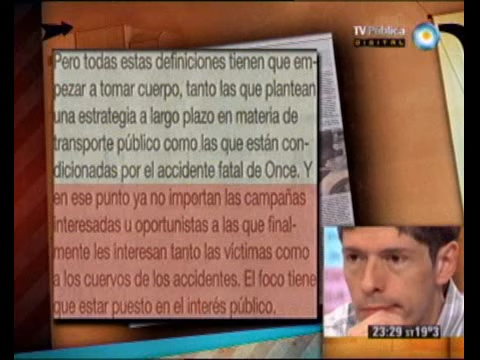 TV Pública
DIGITAL
Pero todas estas definiciones tienen que em-
pezar a tomar cuerpo, tanto las que plantean
una estrategia a largo plazo en materia de
transporte público como las que están con-
dicionadas por el accidente fatal de Once. Y
en ese punto ya no importan las campañas
interesadas u oportunistas a las que final-
mente les interesan tanto las víctimas como
a los cuervos de los accidentes. El foco tiene
que estar puesto en el interés público.
23:29 ST 19º3